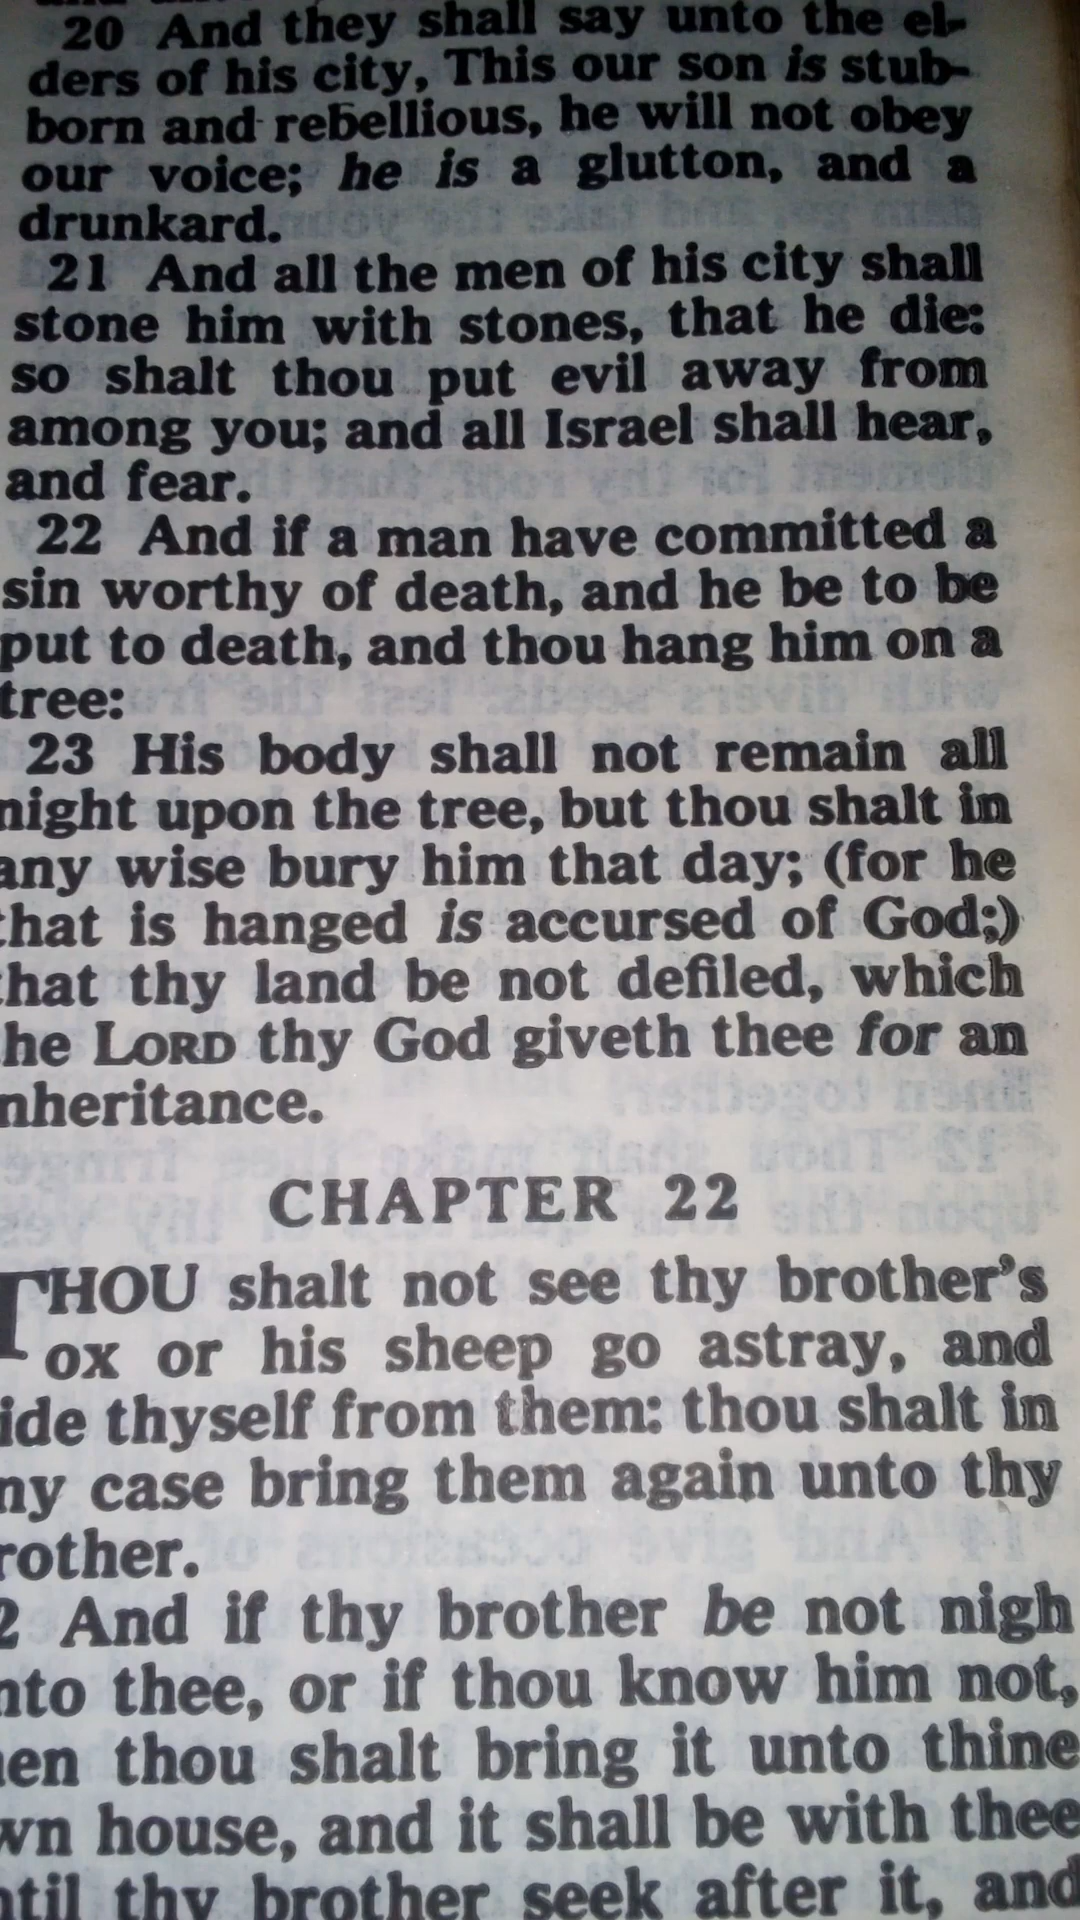 20 And they shall say unto the el-
ders of his city, This our son is stub-
born and rebellious, he will not obey
our voice; he is a glutton, and a
drunkard.
21 And all the men of his city shall
stone him with stones, that he die:
so shalt thou put evil away from
among you; and all Israel shall hear,
and fear.
22 And if a man have committed a
sin worthy of death, and he be to be
put to death, and thou hang him on a
tree:
23 His body shall not remain all
night upon the tree, but thou shalt in
any wise bury him that day; (for he
that is hanged is accursed of God;)
that thy land be not defiled, which
he LORD thy God giveth thee for an
nheritance.
CHAPTER 22
THOU shalt not see thy brother's
ox or his sheep go astray, and
ide thyself from them: thou shalt in
ny case bring them again unto thy
rother.
2 And if thy brother be not nigh
nto thee, or if thou know him not,
en thou shalt bring it unto thine
wn house, and it shall be with thee
ntil thy brother seek after it, and